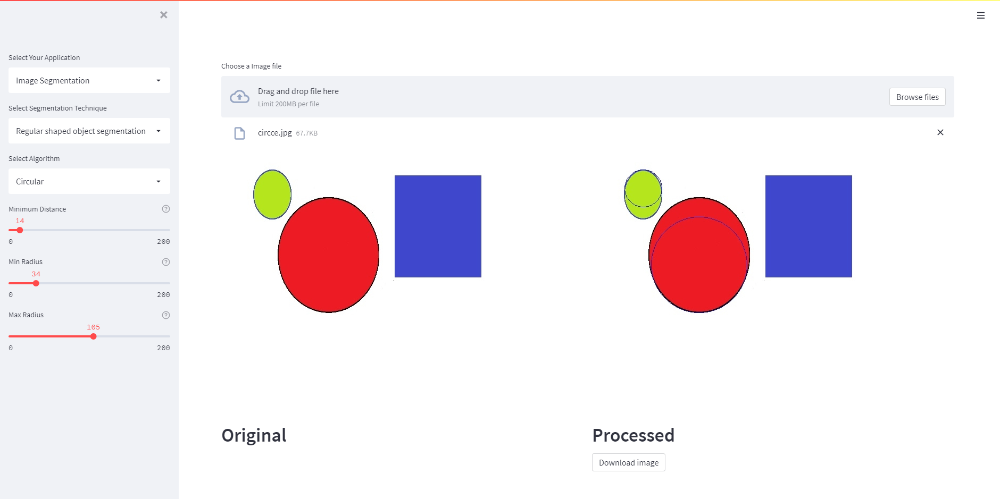 Select Your Application
Image Segmentation
Select Segmentation Technique
Regular shaped object segmentation
Select Algorithm
Circular
Minimum Distance
14
0 200
Min Radius
34
0 200
Max Radius
105
0 200
Choose a Image file
Drag and drop file here
Limit 200MB per file
Browse files
circce.jpg 67.7KB
Original
Processed
Download image